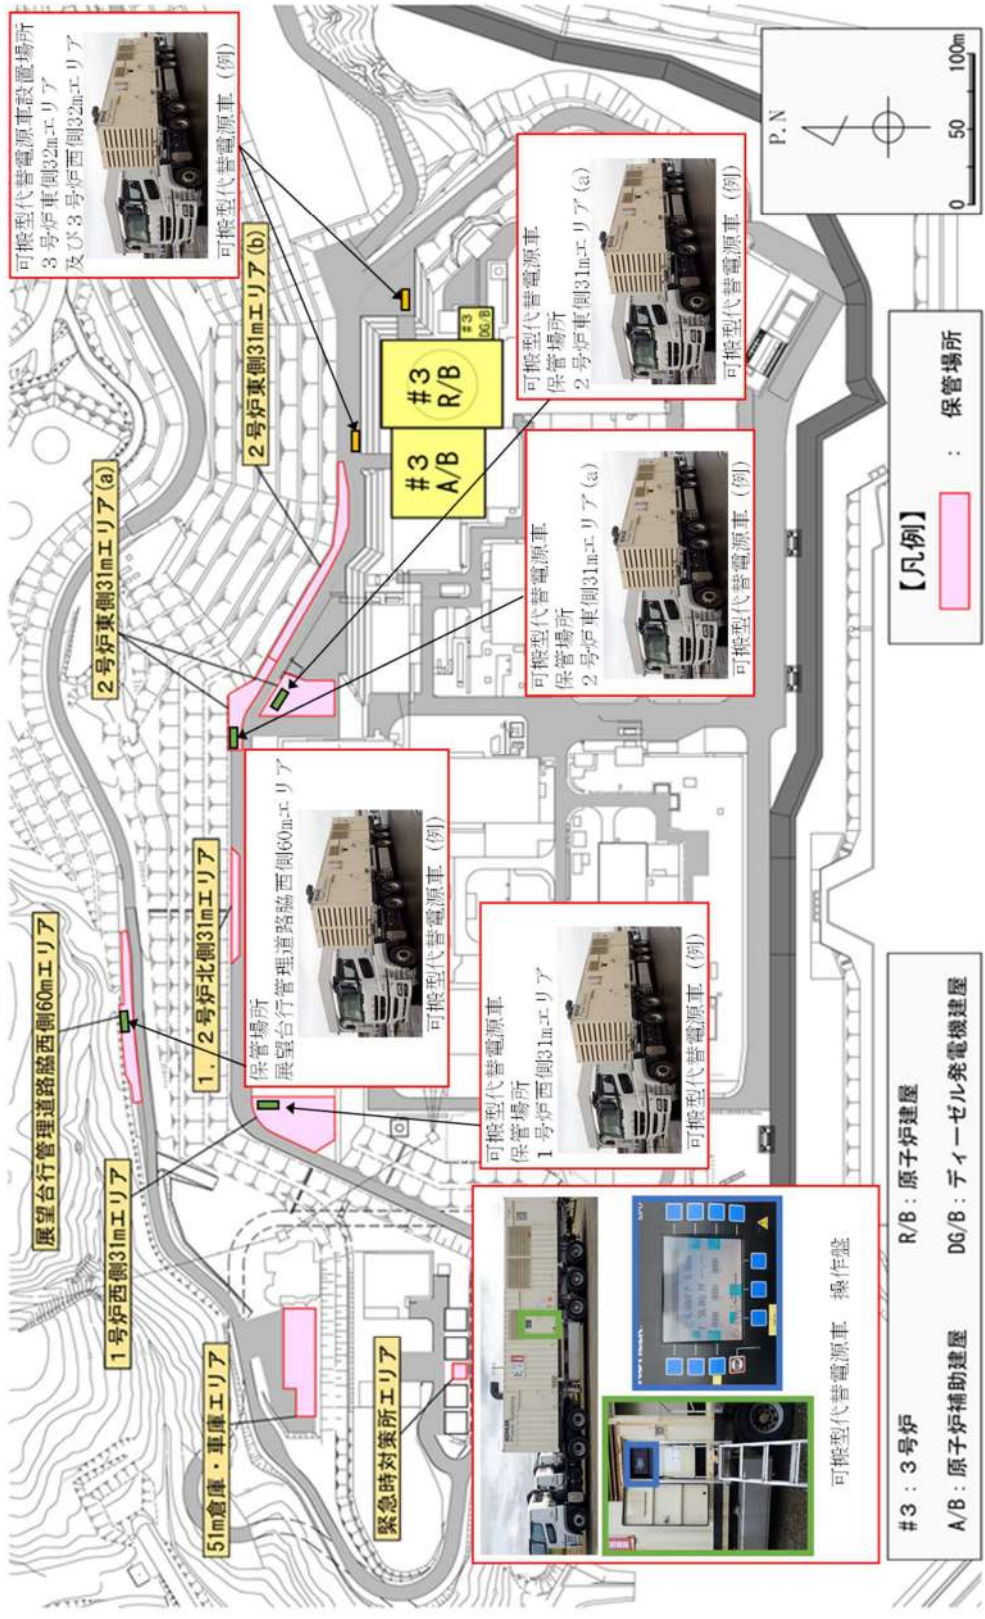 可搬型代替電源車設置場所
3号炉東側32mエリア
及び3号炉西側32mエリア
可搬型代替電源車（例）
2号炉東側31mエリア(b)
2号炉東側31mエリア(a)
展望台行管理道路脇西側60mエリア
1．2号炉北側31mエリア
1号炉西側31mエリア
51m倉庫・車庫エリア
緊急時対策所エリア
#3
A/B
#3
R/B
#3
DG/B
可搬型代替電源車
保管場所
2号炉東側31mエリア(a)
可搬型代替電源車（例）
可搬型代替電源車
保管場所
2号炉東側31mエリア(a)
可搬型代替電源車（例）
保管場所
展望台行管理道路脇西側60mエリア
可搬型代替電源車（例）
可搬型代替電源車
保管場所
1号炉西側31mエリア
可搬型代替電源車（例）
可搬型代替電源車　操作盤
P.N
0 50 100m
【凡例】
： 保管場所
#3：3号炉
R/B：原子炉建屋
A/B：原子炉補助建屋
DG/B：ディーゼル発電機建屋